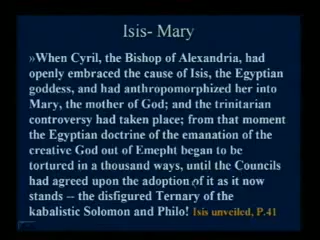 Isis- Mary
»When Cyril, the Bishop of Alexandria, had
openly embraced the cause of Isis, the Egyptian
goddess, and had anthropomorphized her into
Mary, the mother of God; and the trinitarian
controversy had taken place; from that moment
the Egyptian doctrine of the emanation of the
creative God out of Emepht began to be
tortured in a thousand ways, until the Councils
had agreed upon the adoption of it as it now
stands -- the disfigured Ternary of the
kabalistic Solomon and Philo! Isis unveiled, P.41